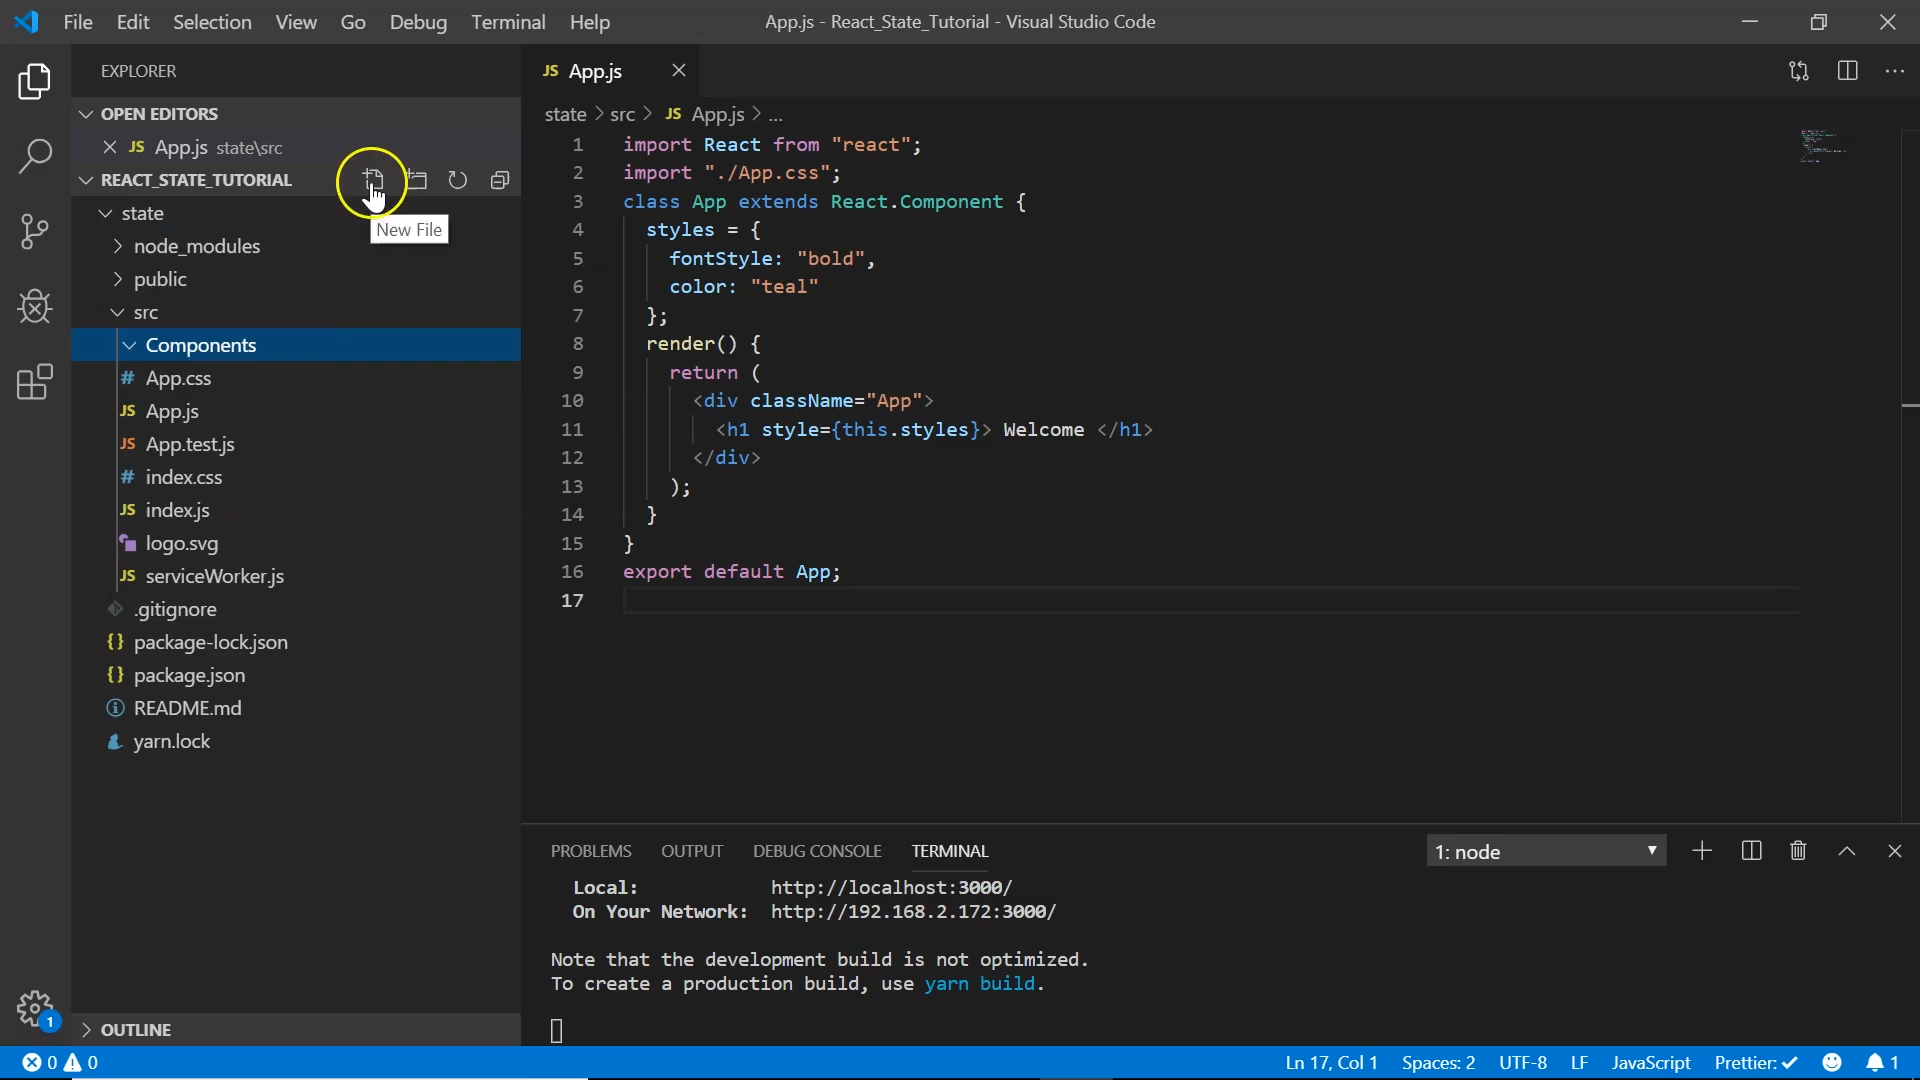 File Edit Selection View Go Debug Terminal Help App.js - React_State_Tutorial - Visual Studio Code
EXPLORER
OPEN EDITORS
JS App.js state\src
REACT_STATE_TUTORIAL
New File
state
node_modules
public
src
Components
# App.css
JS App.js
JS App.test.js
# index.css
JS index.js
logo.svg
JS serviceWorker.js
.gitignore
{} package-lock.json
{} package.json
README.md
yarn.lock
OUTLINE
1
JS App.js
state > src > JS App.js > ...
1 import React from "react";
2 import "./App.css";
3 class App extends React.Component {
4 styles = {
5 fontStyle: "bold",
6 color: "teal"
7 };
8 render() {
9 return (
10 <div className="App">
11 <h1 style={this.styles}> Welcome </h1>
12 </div>
13 );
14 }
15 }
16 export default App;
17
PROBLEMS OUTPUT DEBUG CONSOLE TERMINAL 1: node
Local: http://localhost:3000/
On Your Network: http://192.168.2.172:3000/
Note that the development build is not optimized.
To create a production build, use yarn build.
0 0 Ln 17, Col 1 Spaces: 2 UTF-8 LF JavaScript Prettier: ✓ 1